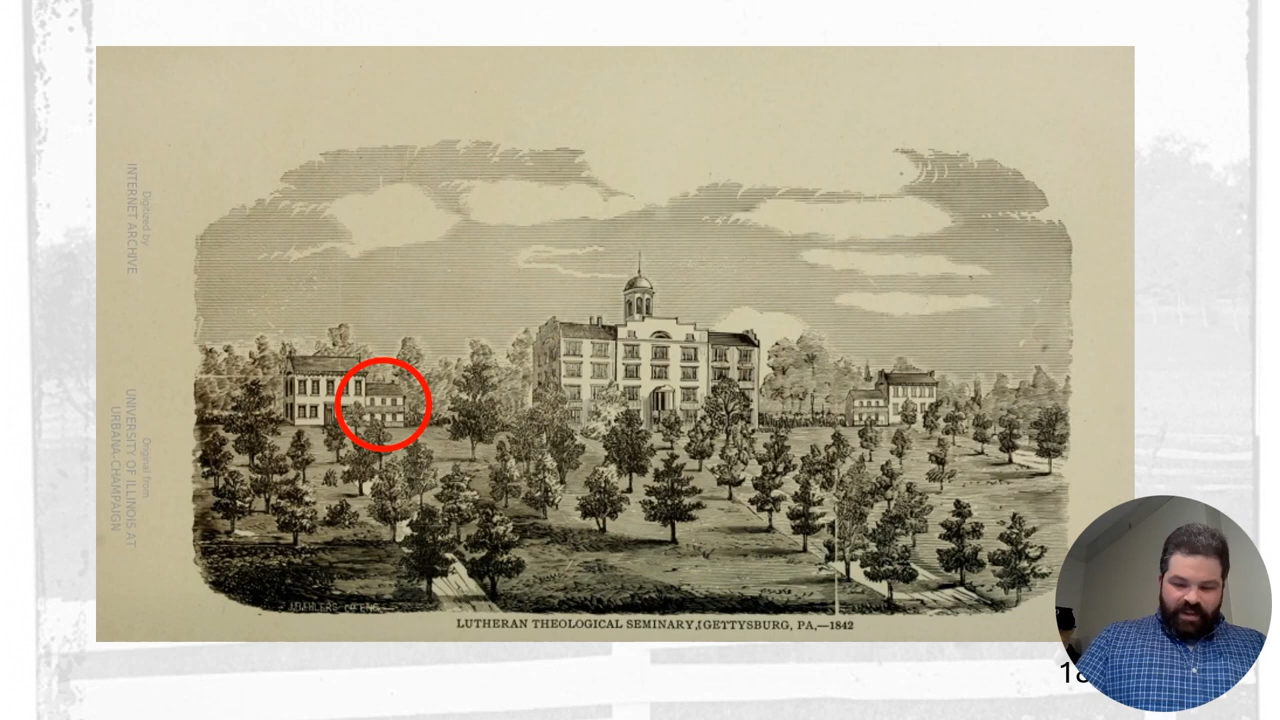 Digitized by
INTERNET ARCHIVE
Original from
UNIVERSITY OF ILLINOIS AT
URBANA-CHAMPAIGN
LUTHERAN THEOLOGICAL SEMINARY, GETTYSBURG, PA,—1842